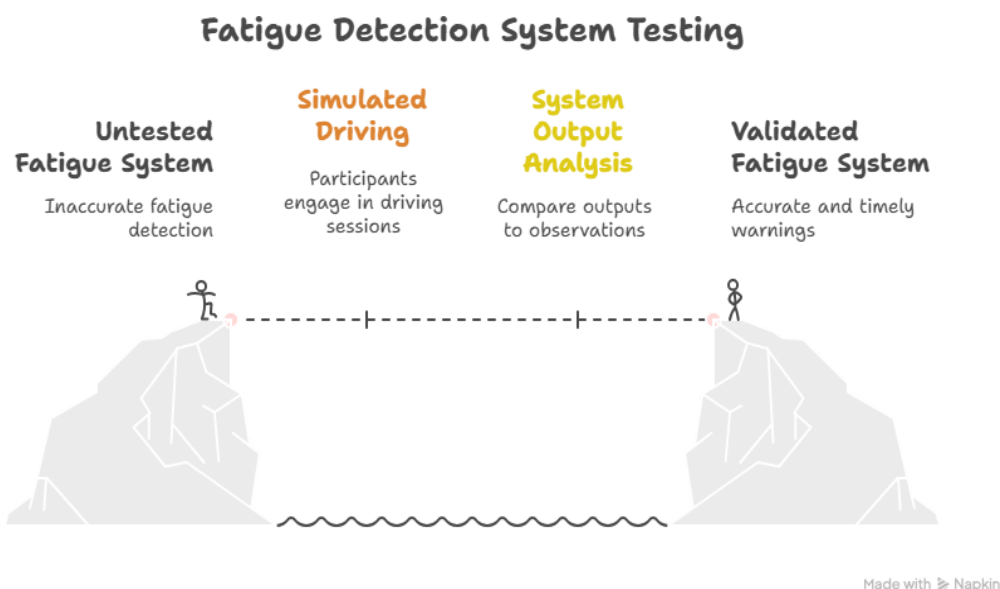 Fatigue Detection System Testing
Untested
Fatigue System
Inaccurate fatigue
detection
Simulated
Driving
Participants
engage in driving
sessions
System
Output
Analysis
Compare outputs
to observations
Validated
Fatigue System
Accurate and timely
warnings
Made with Napkin